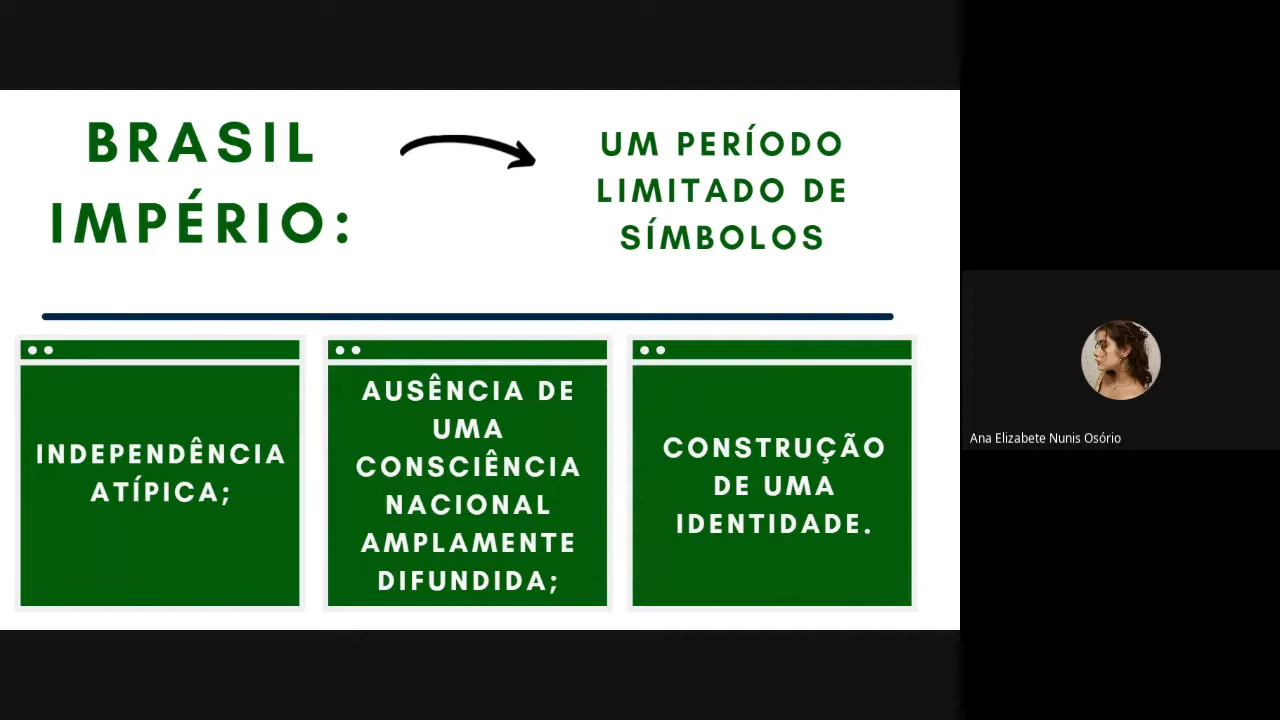 BRASIL
IMPÉRIO:
UM PERÍODO
LIMITADO DE
SÍMBOLOS
INDEPENDÊNCIA
ATÍPICA;
AUSÊNCIA DE
UMA
CONSCIÊNCIA
NACIONAL
AMPLAMENTE
DIFUNDIDA;
CONSTRUÇÃO
DE UMA
IDENTIDADE.
Ana Elizabete Nunis Osório